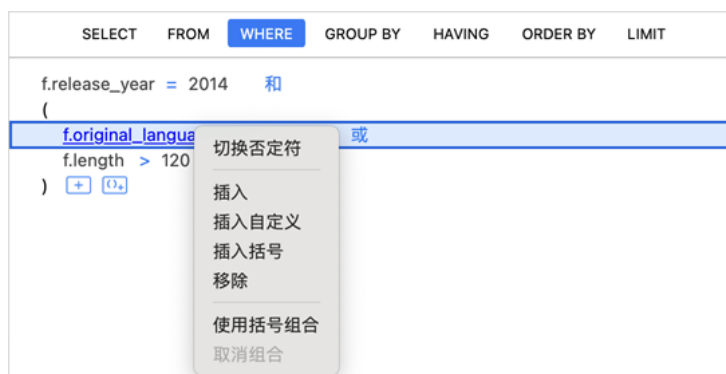 SELECT FROM WHERE GROUP BY HAVING ORDER BY LIMIT
f.release_year = 2014 和
(
f.original_langua 或
f.length > 120
)
切换否定符
插入
插入自定义
插入括号
移除
使用括号组合
取消组合